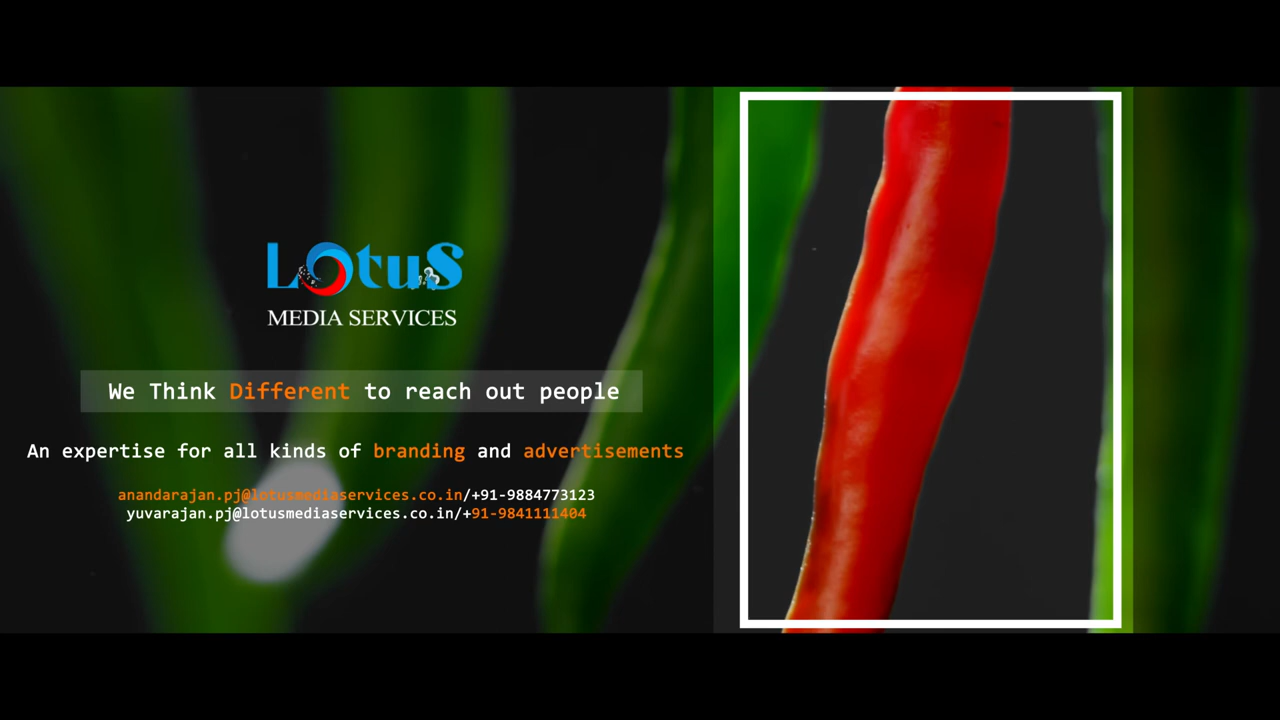 LOtuS
MEDIA SERVICES
We Think Different to reach out people
An expertise for all kinds of branding and advertisements
anandarajan.pj@lotusmediaservices.co.in/+91-9884773123
yuvarajan.pj@lotusmediaservices.co.in/+91-9841111404